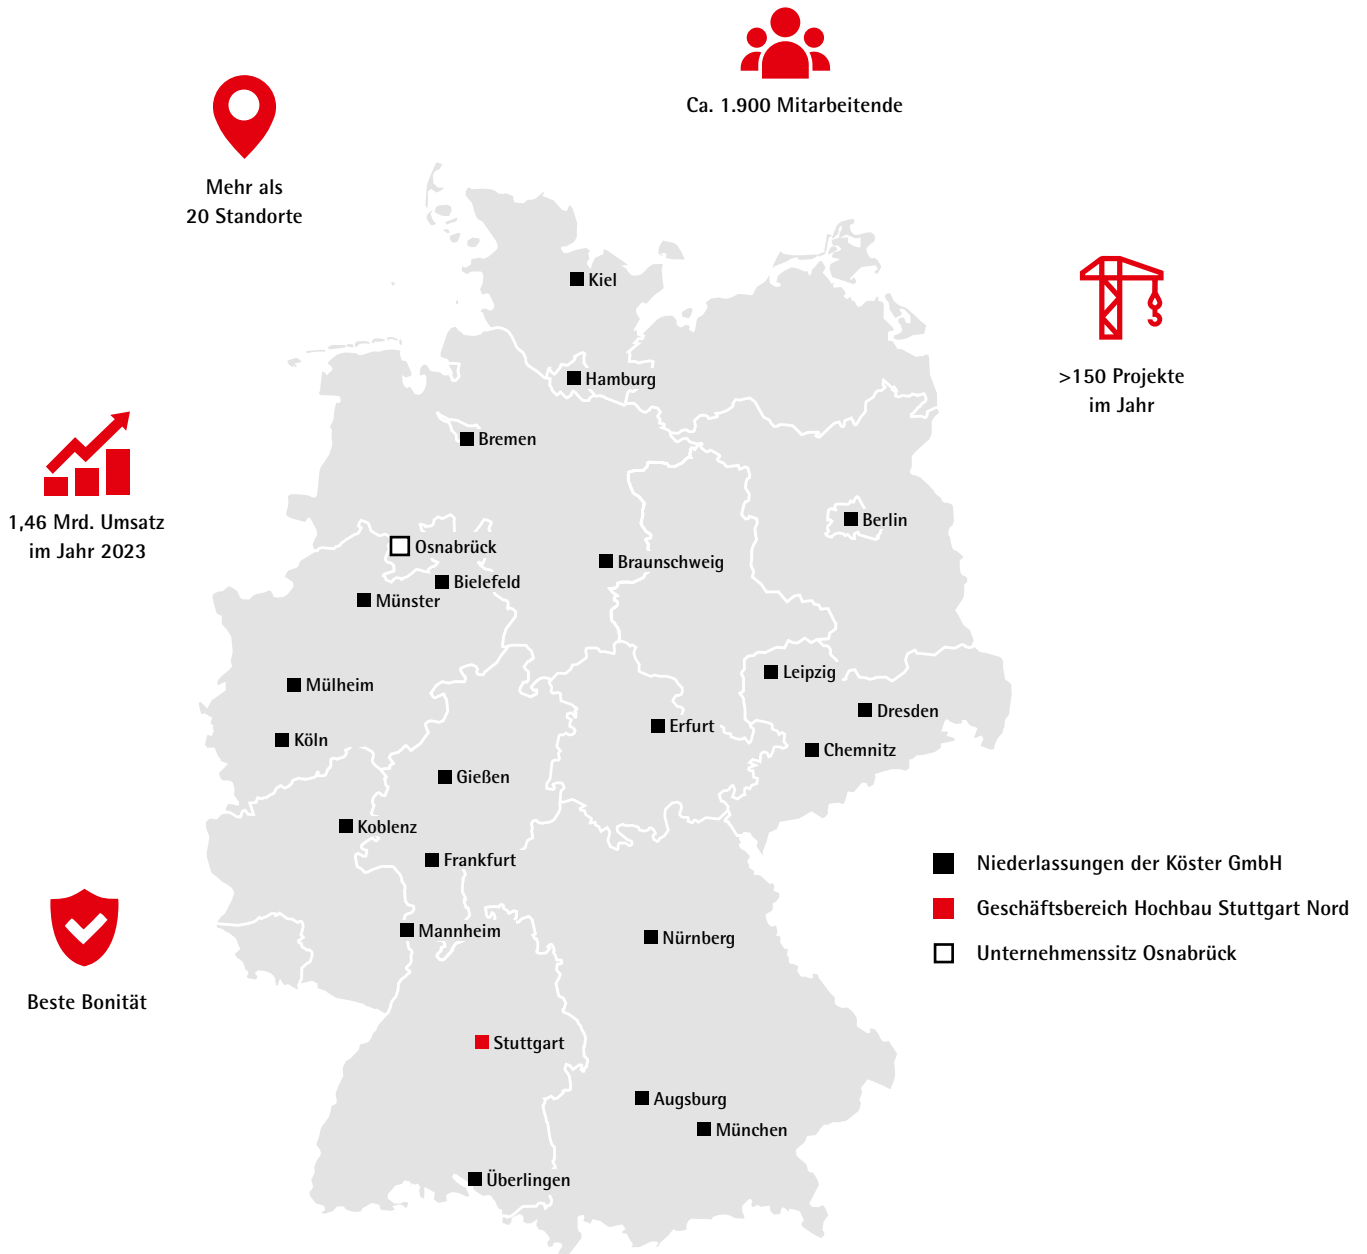 Ca. 1.900 Mitarbeitende
Mehr als
20 Standorte
>150 Projekte
im Jahr
1,46 Mrd. Umsatz
im Jahr 2023
Beste Bonität
Kiel
Hamburg
Bremen
Berlin
Osnabrück
Braunschweig
Bielefeld
Münster
Leipzig
Mülheim
Dresden
Erfurt
Köln
Chemnitz
Gießen
Koblenz
Frankfurt
Mannheim
Nürnberg
Stuttgart
Augsburg
München
Überlingen
Niederlassungen der Köster GmbH
Geschäftsbereich Hochbau Stuttgart Nord
Unternehmenssitz Osnabrück